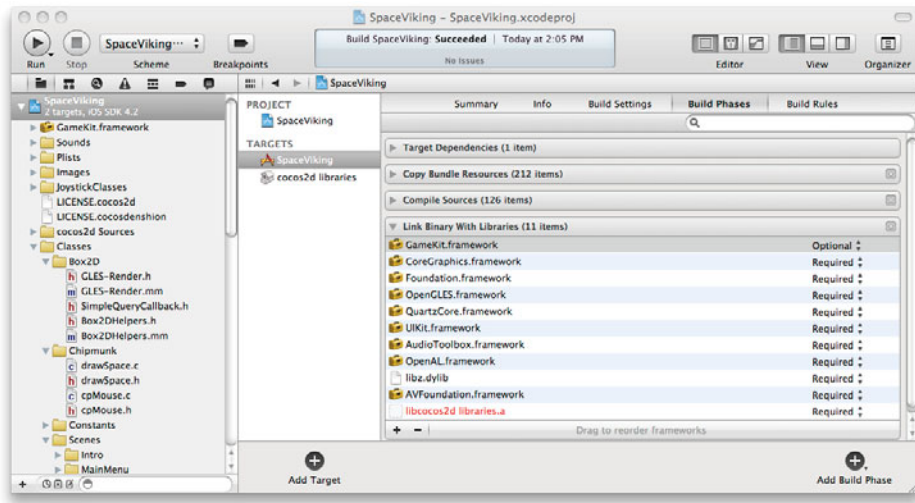 SpaceViking – SpaceViking.xcodeproj
Run Stop SpaceViking... Scheme Breakpoints
Build SpaceViking: Succeeded | Today at 2:05 PM
No Issues
Editor View Organizer
SpaceViking
SpaceViking
2 targets, iOS SDK 4.2
GameKit.framework
Sounds
Plists
Images
JoystickClasses
LICENSE.cocos2d
LICENSE.cocosdenshion
cocos2d Sources
Classes
Box2D
GLES-Render.h
GLES-Render.mm
SimpleQueryCallback.h
Box2DHelpers.h
Box2DHelpers.mm
Chipmunk
drawSpace.c
drawSpace.h
cpMouse.c
cpMouse.h
Constants
Scenes
Intro
MainMenu
PROJECT
SpaceViking
TARGETS
SpaceViking
cocos2d libraries
Summary Info Build Settings Build Phases Build Rules
Target Dependencies (1 item)
Copy Bundle Resources (212 items)
Compile Sources (126 items)
Link Binary With Libraries (11 items)
GameKit.framework Optional
CoreGraphics.framework Required
Foundation.framework Required
OpenGLES.framework Required
QuartzCore.framework Required
UIKit.framework Required
AudioToolbox.framework Required
OpenAL.framework Required
libz.dylib Required
AVFoundation.framework Required
libcocos2d libraries.a Required
Drag to reorder frameworks
Add Target Add Build Phase